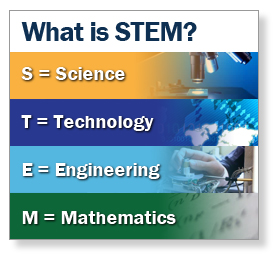 What is STEM?
S = Science
T = Technology
E = Engineering
M = Mathematics